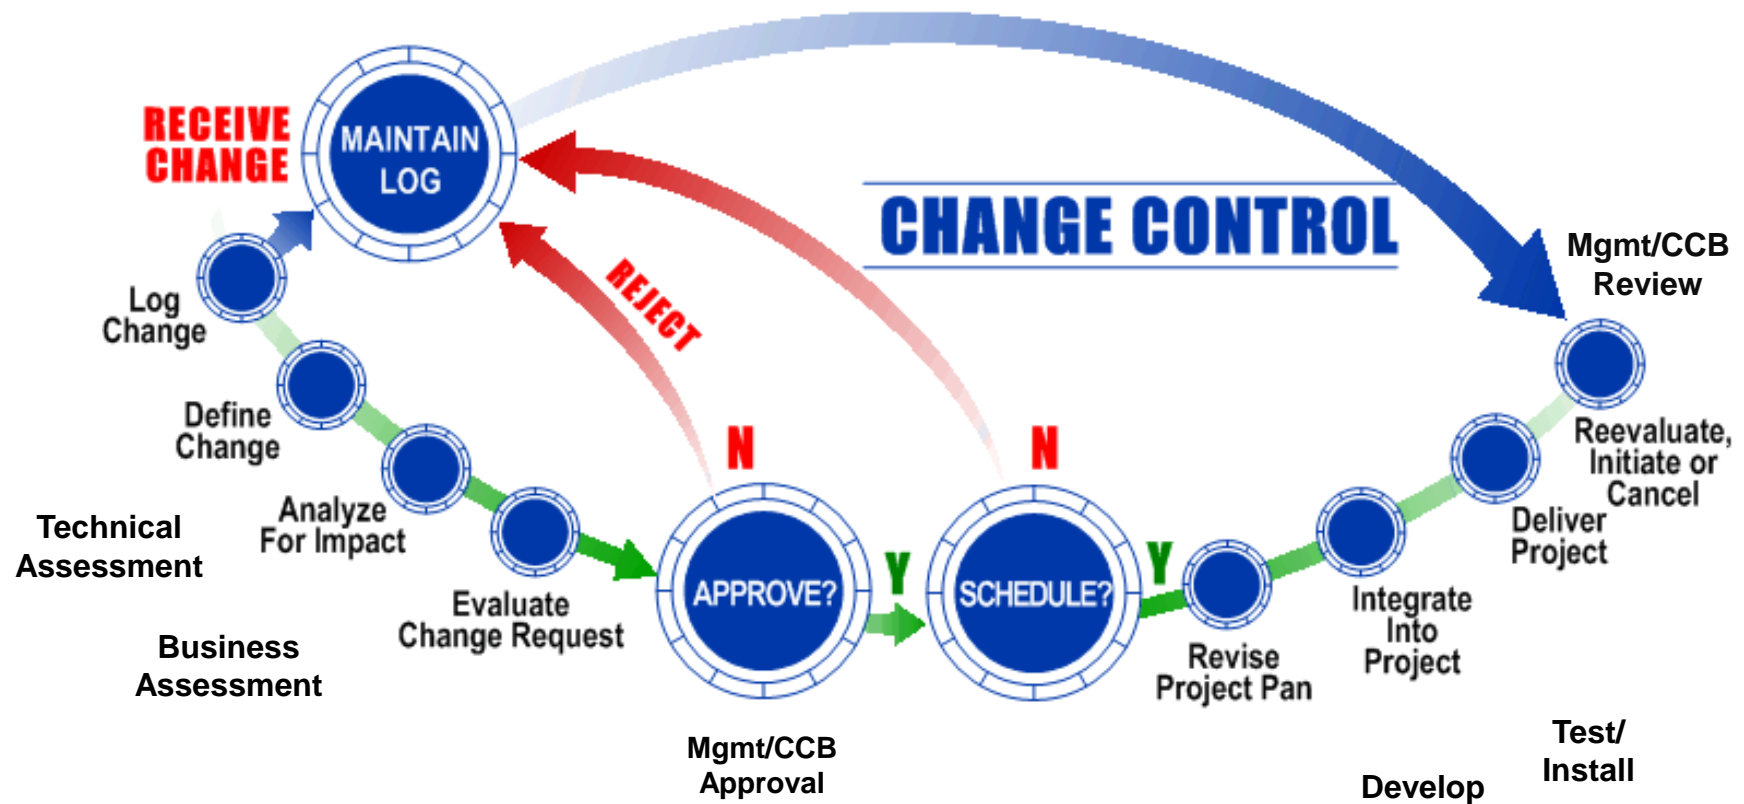 RECEIVE
CHANGE
MAINTAIN
LOG
CHANGE CONTROL
Mgmt/CCB
Review
Log
Change
REJECT
Define
Change
N
N
Reevaluate,
Initiate or
Cancel
Analyze
For Impact
Technical
Assessment
Deliver
Project
Evaluate
Change Request
APPROVE?
Y
SCHEDULE?
Y
Integrate
Into
Project
Business
Assessment
Revise
Project Pan
Mgmt/CCB
Approval
Test/
Install
Develop